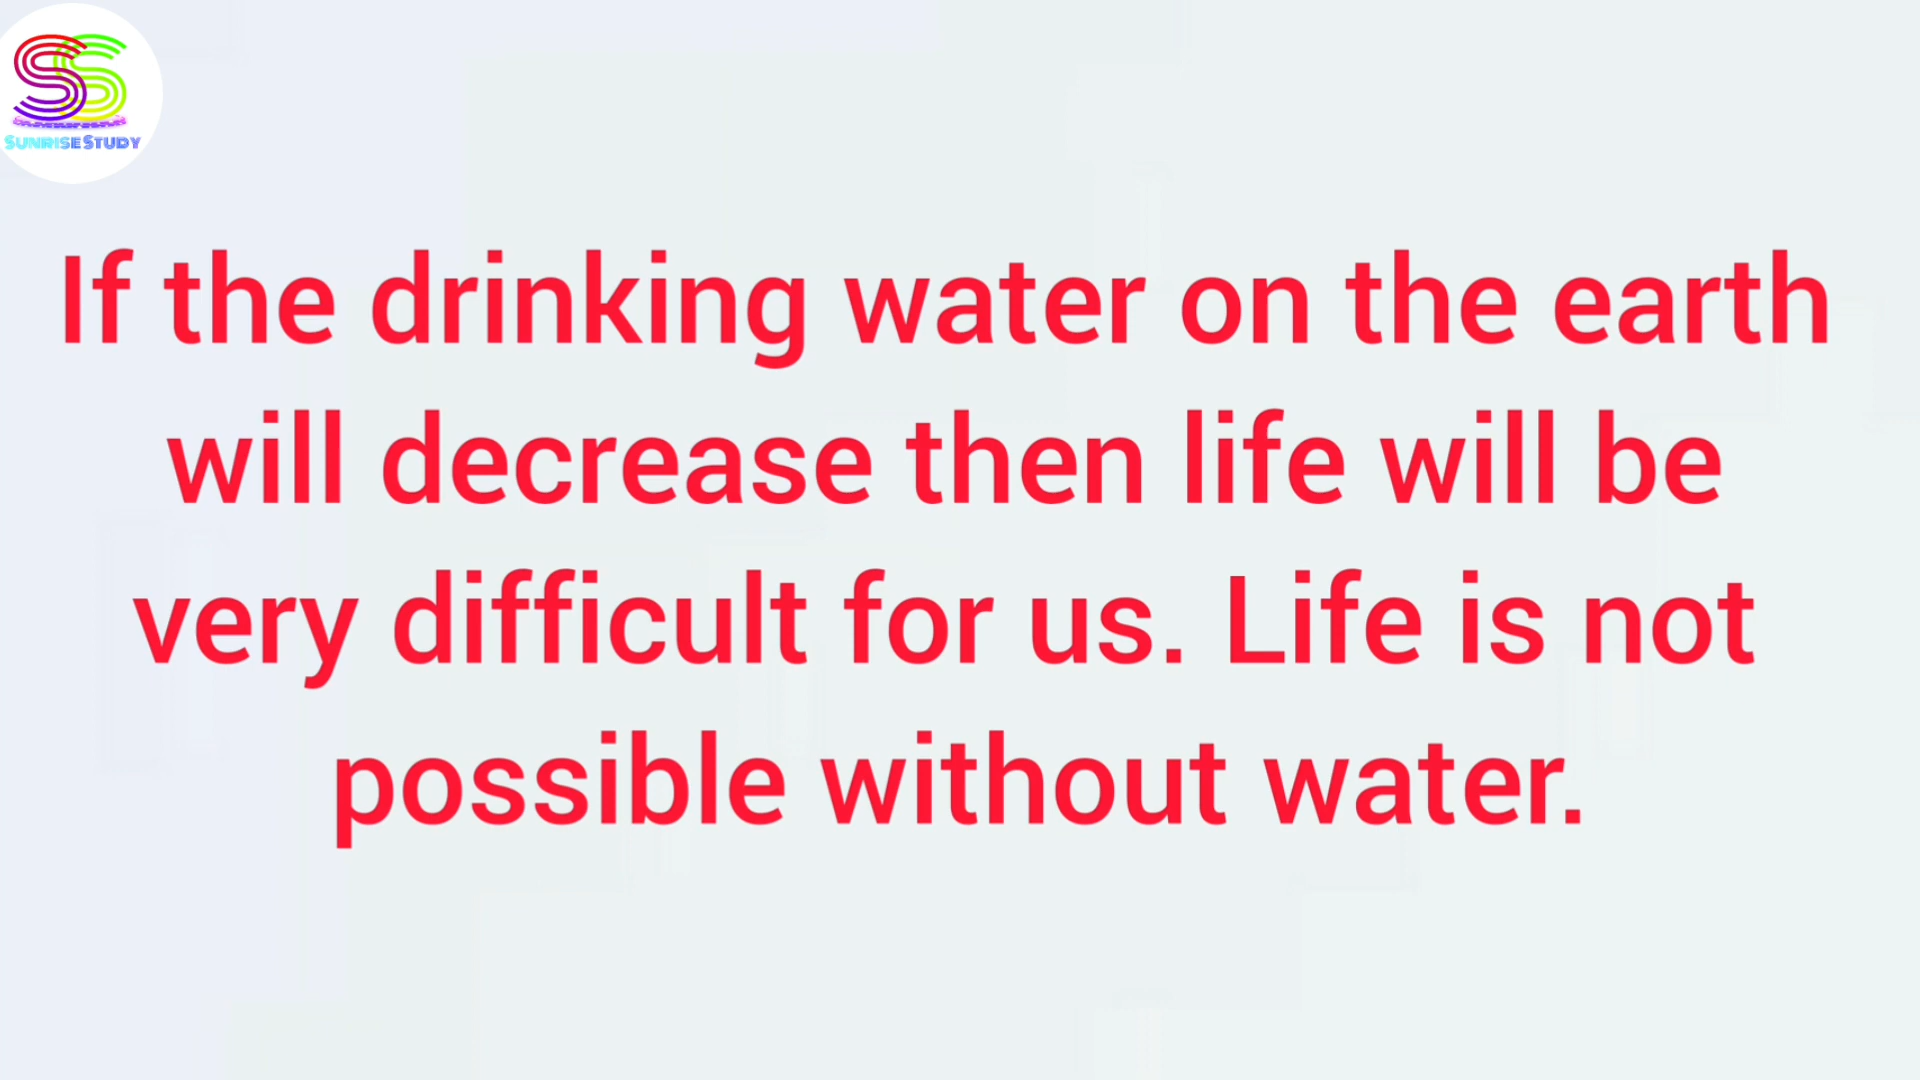 SS
SUNRISE STUDY
If the drinking water on the earth
will decrease then life will be
very difficult for us. Life is not
possible without water.